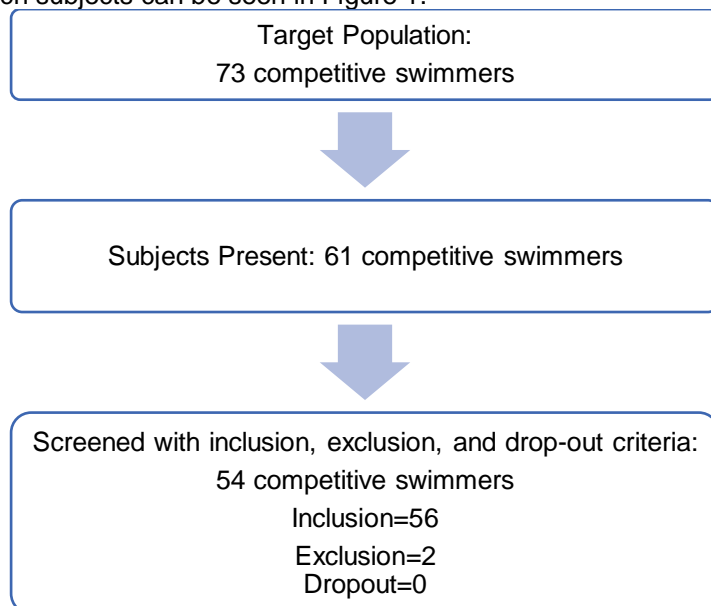 ch subjects can be seen in Figure 1.
Target Population:
73 competitive swimmers
Subjects Present: 61 competitive swimmers
Screened with inclusion, exclusion, and drop-out criteria:
54 competitive swimmers
Inclusion=56
Exclusion=2
Dropout=0